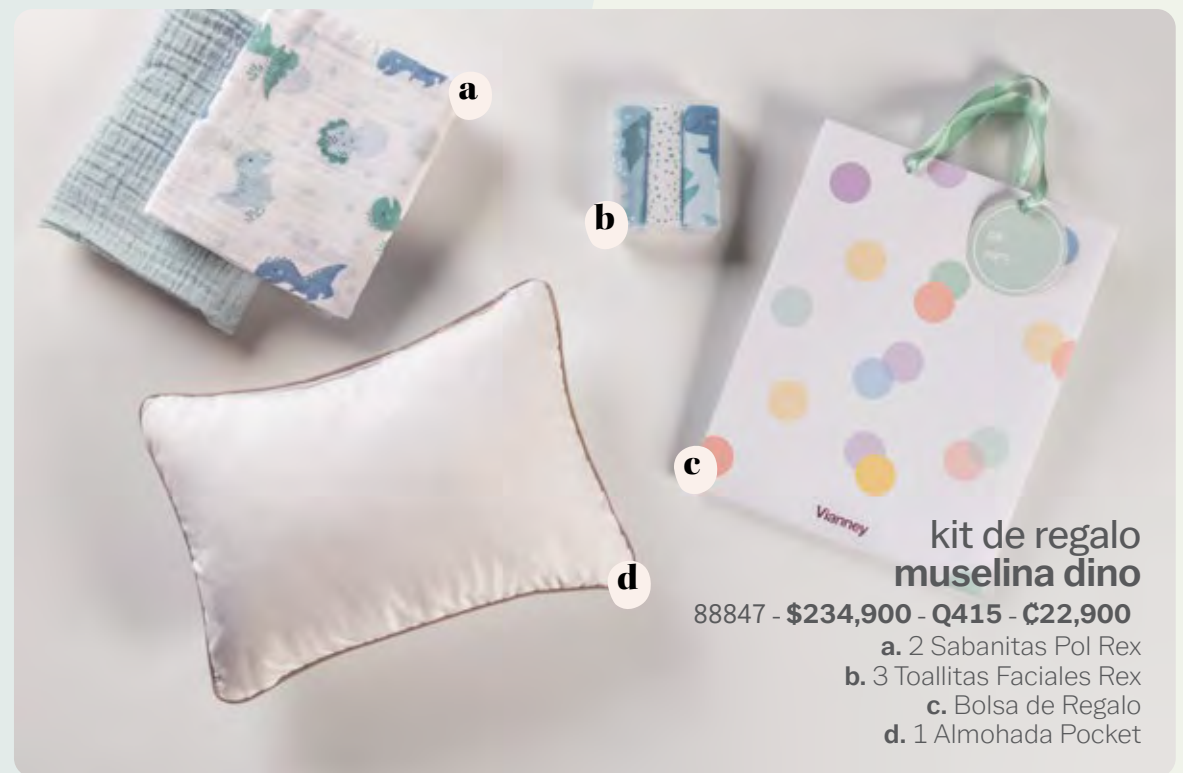 a
b
c
d
Vianney
kit de regalo
muselina dino
88847 - $234,900 - Q415 - ₡22,900
a. 2 Sabanitas Pol Rex
b. 3 Toallitas Faciales Rex
c. Bolsa de Regalo
d. 1 Almohada Pocket